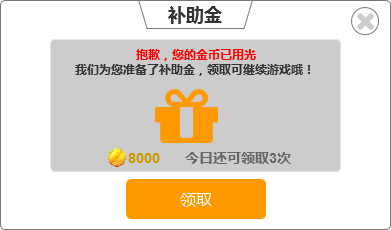 补助金
抱歉，您的金币已用光
我们为您准备了补助金，领取可继续游戏哦！
8000 今日还可领取3次
领取